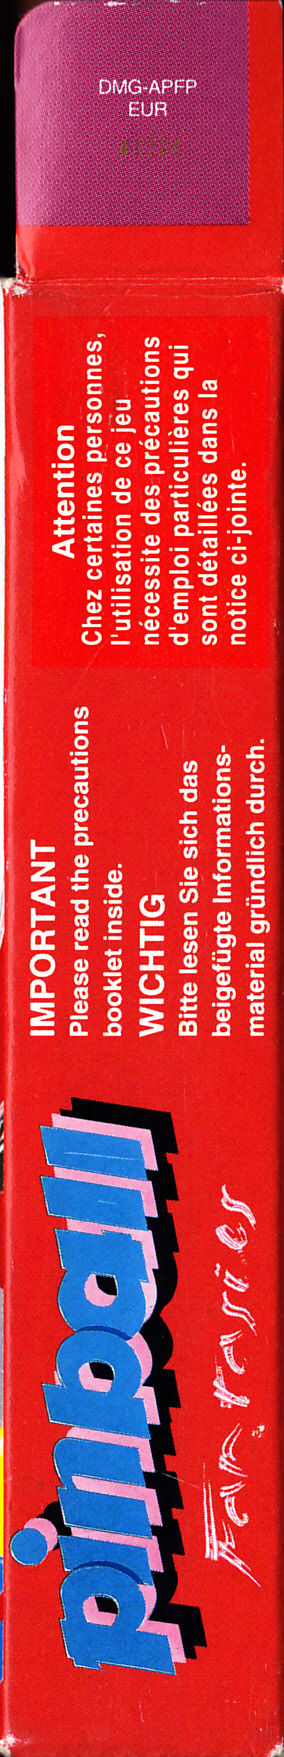 DMG-APFP
EUR
Attention
Chez certaines personnes,
l'utilisation de ce jeu
nécessite des précautions
d'emploi particulières qui
sont détaillées dans la
notice ci-jointe.
IMPORTANT
Please read the precautions
booklet inside.
WICHTIG
Bitte lesen Sie sich das
beigefügte Informations-
material gründlich durch.
pinball
Fantasies